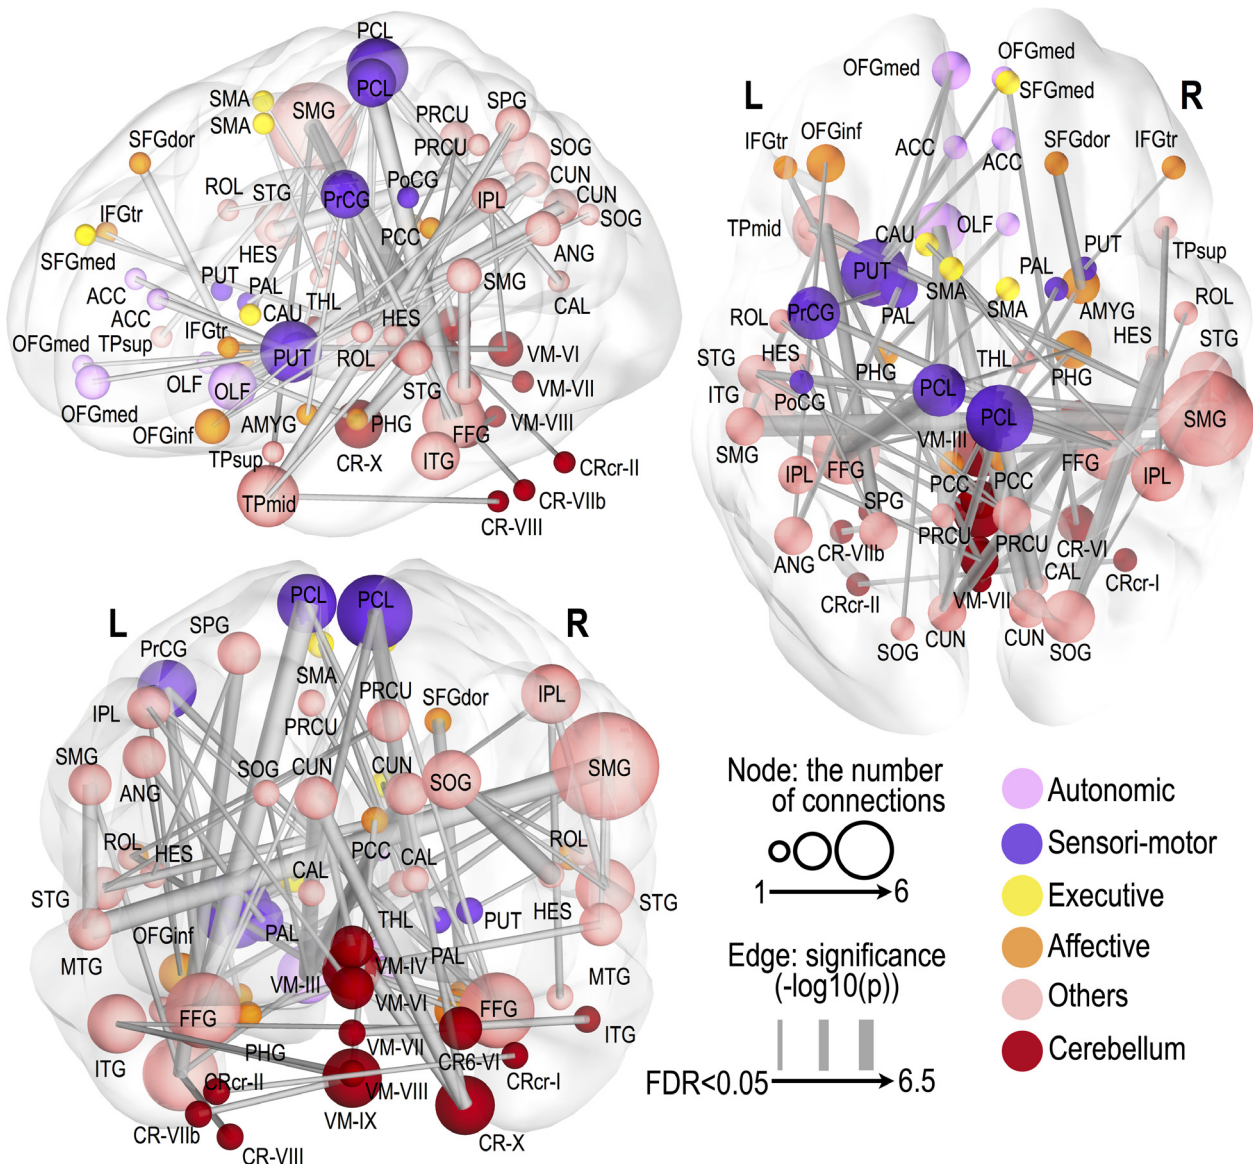 PCL
PCL
SMA
SMA
SMG
SFGdor
PRCU
PRCU
SPG
SOG
CUN
CUN
SOG
ROL
STG
PrCG
PoCG
IPL
IFGtr
SFGmed
HES
PCC
ANG
SMG
CAL
PUT
PAL
THL
ACC
ACC
CAU
HES
TPsup
IFGtr
PUT
ROL
VM-VI
OFGmed
OLF
OLF
STG
VM-VII
OFGmed
OFGinf
AMYG
PHG
VM-VIII
FFG
TPsup
CR-X
ITG
CRcr-II
TPmid
CR-VIIb
CR-VIII
L
R
OFGmed
SFGmed
IFGtr
OFGinf
ACC
ACC
SFGdor
IFGtr
TPmid
CAU
OLF
PUT
TPsup
PUT
PAL
SMA
SMA
PrCG
PAL
AMYG
ROL
ROL
HES
STG
HES
THL
STG
PHG
PHG
ITG
PoCG
PCL
PCL
SMG
SMG
VM-III
IPL
FFG
FFG
IPL
SPG
PCC
PCC
PRCU
PRCU
ANG
CR-VIIb
CR-VI
CAL
CRcr-I
CRcr-II
VM-VII
SOG
CUN
CUN
SOG
L
R
PCL
PCL
SPG
PrCG
SMA
PRCU
PRCU
SFGdor
IPL
IPL
SMG
SOG
CUN
CUN
SOG
SMG
ANG
ROL
HES
PCC
CAL
CAL
ROL
STG
HES
STG
OFGinf
PAL
THL
PUT
MTG
VM-III
VM-IV
PAL
MTG
VM-VI
FFG
FFG
ITG
PHG
VM-VII
CR6-VI
ITG
CRcr-II
VM-VIII
CRcr-I
VM-IX
CR-VIIb
CR-VIII
CR-X
Node: the number
of connections
1
6
Edge: significance
(-log10(p))
FDR<0.05
6.5
Autonomic
Sensori-motor
Executive
Affective
Others
Cerebellum